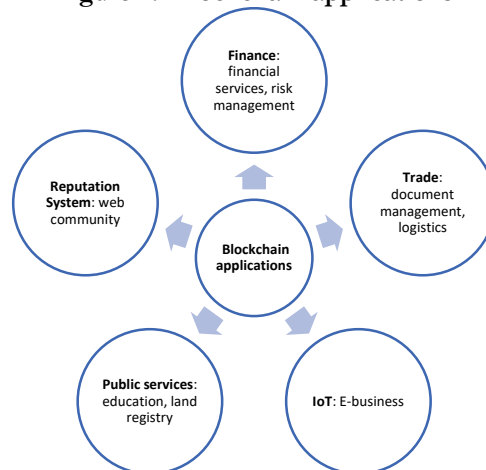 Finance:
financial
services, risk
management
Reputation
System: web
community
Trade:
document
management,
logistics
Blockchain
applications
Public services:
education, land
registry
IoT: E-business